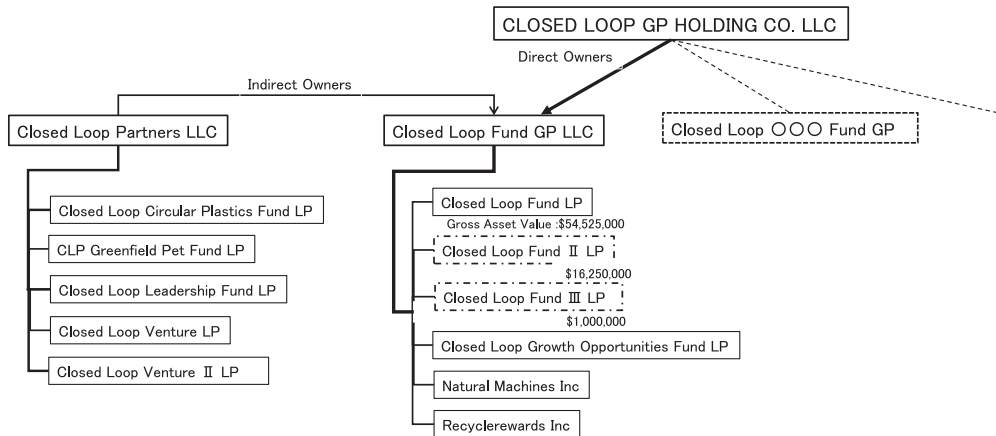 CLOSED LOOP GP HOLDING CO. LLC
Direct Owners
Indirect Owners
Closed Loop Partners LLC
Closed Loop Fund GP LLC
Closed Loop ○○○ Fund GP
Closed Loop Circular Plastics Fund LP
CLP Greenfield Pet Fund LP
Closed Loop Leadership Fund LP
Closed Loop Venture LP
Closed Loop Venture Ⅱ LP
Closed Loop Fund LP
Gross Asset Value :$54,525,000
Closed Loop Fund Ⅱ LP
$16,250,000
Closed Loop Fund Ⅲ LP
$1,000,000
Closed Loop Growth Opportunities Fund LP
Natural Machines Inc
Recyclerewards Inc